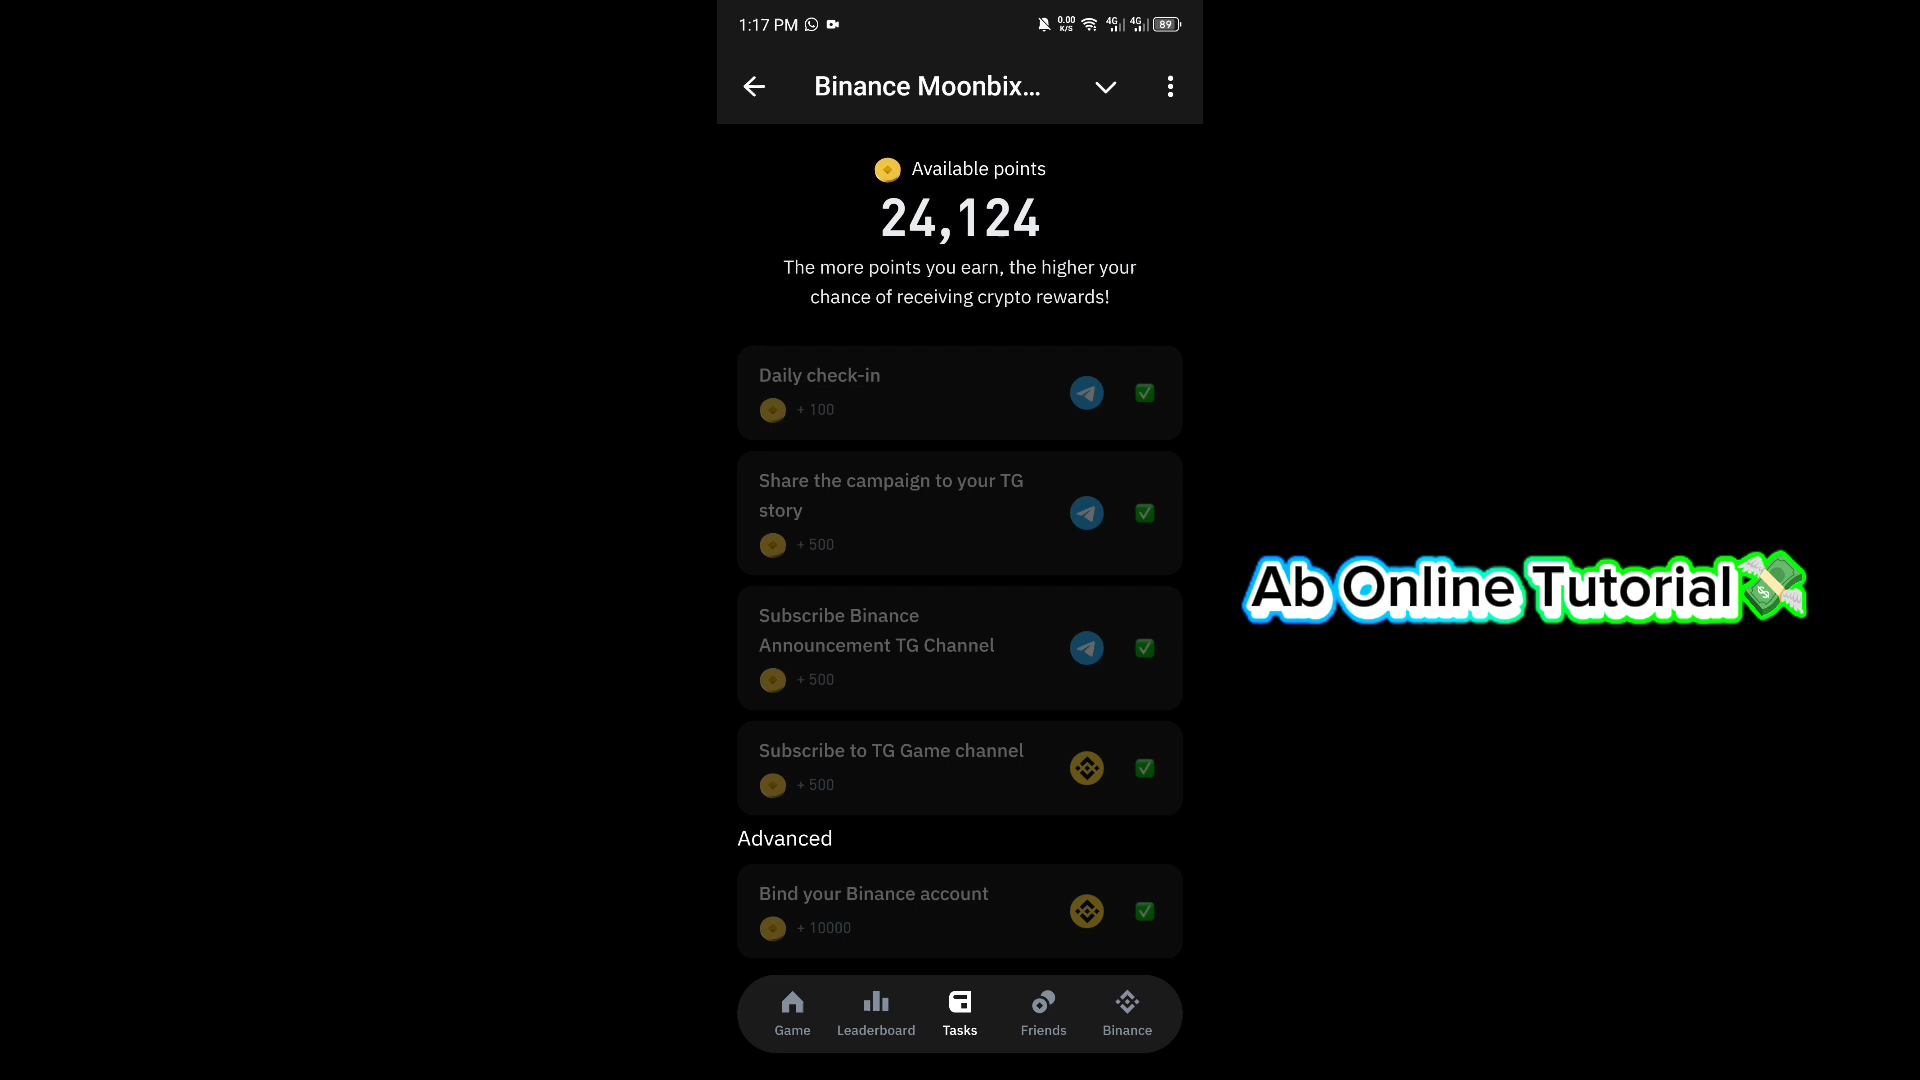 1:17 PM
0.00
K/S
4G
4G
89
Binance Moonbix...
Available points
24,124
The more points you earn, the higher your
chance of receiving crypto rewards!
Daily check-in
+ 100
Share the campaign to your TG
story
+ 500
Subscribe Binance
Announcement TG Channel
+ 500
Subscribe to TG Game channel
+ 500
Advanced
Bind your Binance account
+ 10000
Game
Leaderboard
Tasks
Friends
Binance
Ab Online Tutorial